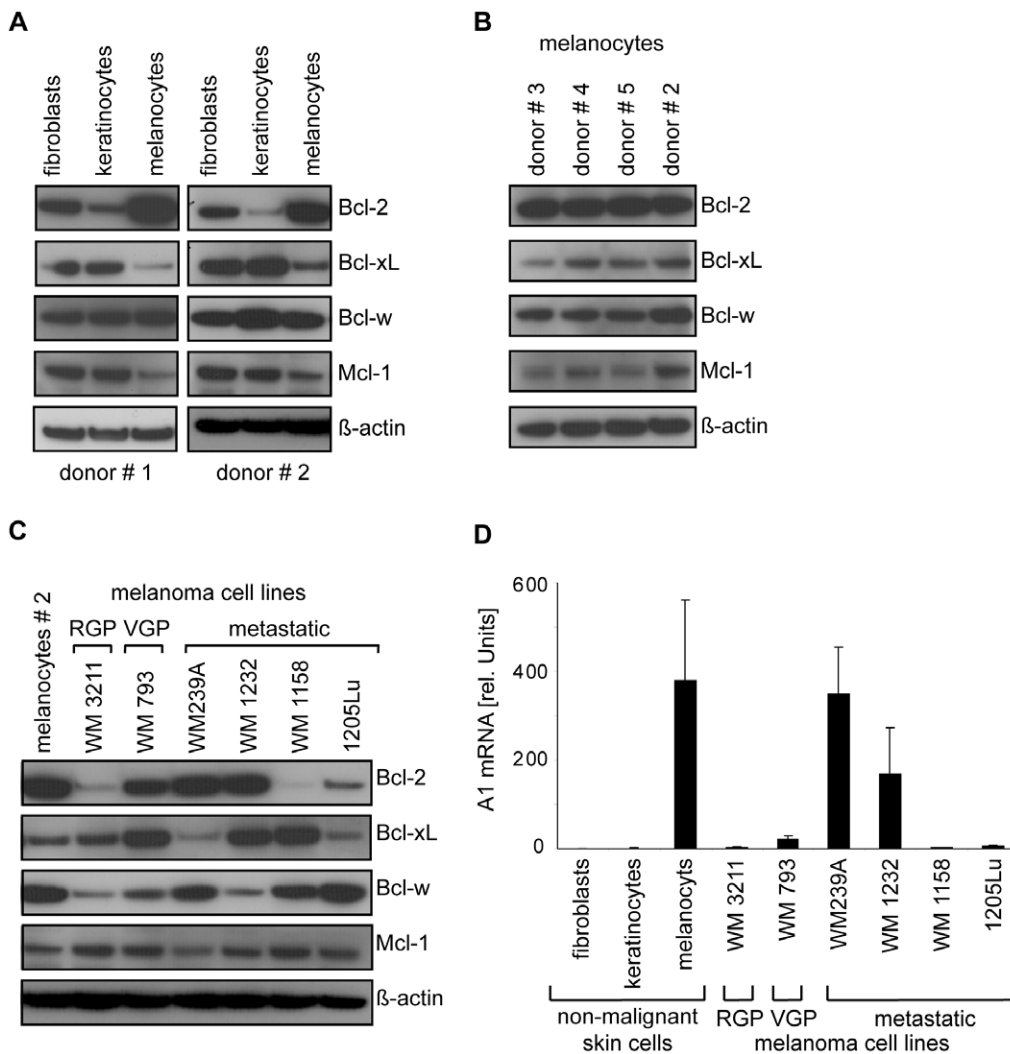 A
fibroblasts
keratinocytes
melanocytes
fibroblasts
keratinocytes
melanocytes
Bcl-2
Bcl-xL
Bcl-w
Mcl-1
ß-actin
donor # 1
donor # 2
B
melanocytes
donor # 3
donor # 4
donor # 5
donor # 2
Bcl-2
Bcl-xL
Bcl-w
Mcl-1
ß-actin
C
melanocytes # 2
melanoma cell lines
RGP
VGP
metastatic
WM 3211
WM 793
WM239A
WM 1232
WM 1158
1205Lu
Bcl-2
Bcl-xL
Bcl-w
Mcl-1
ß-actin
D
A1 mRNA [rel. Units]
600
400
200
0
fibroblasts
keratinocytes
melanocyts
WM 3211
WM 793
WM239A
WM 1232
WM 1158
1205Lu
non-malignant
skin cells
RGP
VGP
metastatic
melanoma cell lines